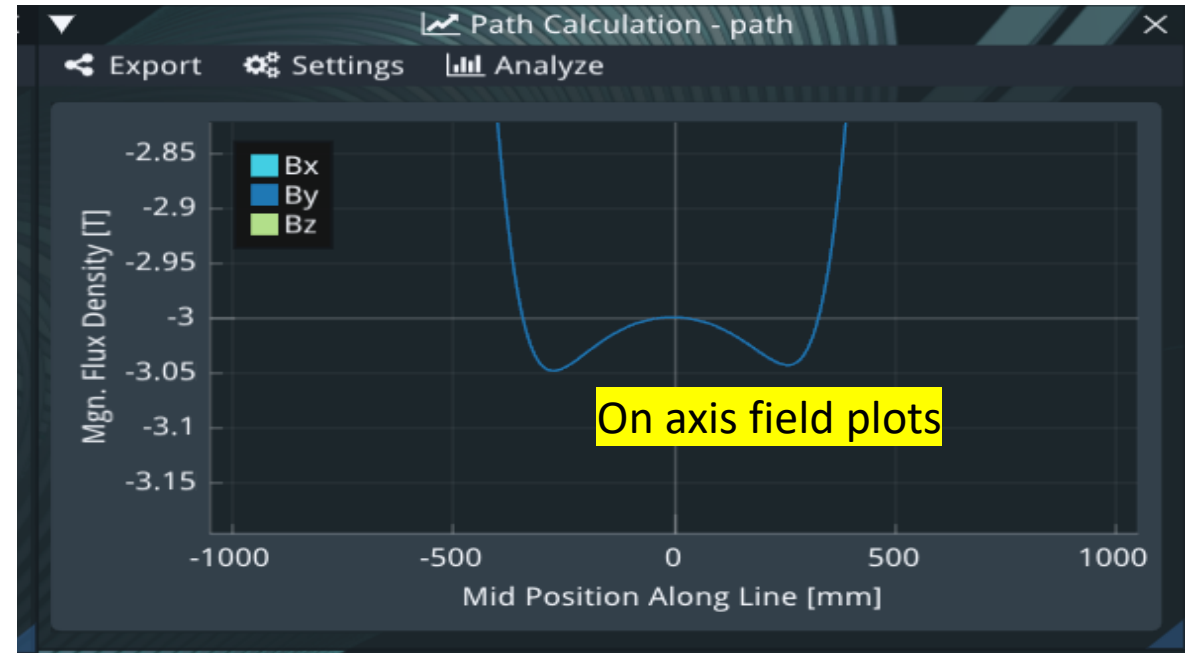 Path Calculation - path
Export Settings Analyze
Bx
By
Bz
Mgn. Flux Density [T]
-2.85
-2.9
-2.95
-3
-3.05
-3.1
-3.15
On axis field plots
-1000 -500 0 500 1000
Mid Position Along Line [mm]